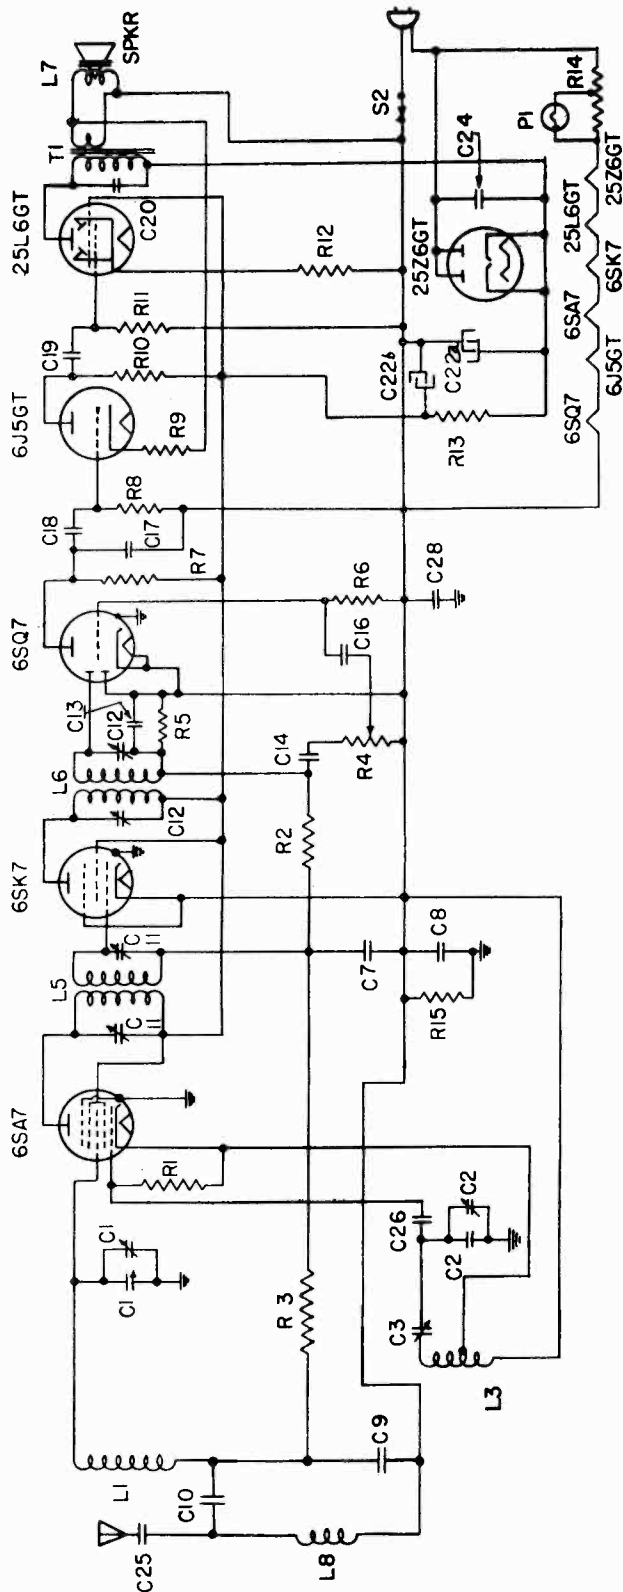 6SA7
6SK7
6SQ7
6J5GT
25L6GT
L7
SPKR
T1
C20
L5
L6
C11
C11
C12
C12
C13
R5
C18
C17
R7
R8
C19
R9
R10
R11
R12
C1
C1
R1
L1
C25
C10
L8
C9
R3
R2
C14
R4
C16
R6
C28
C7
C8
R15
C26
C2
C2
C3
L3
S2
C22b
C22a
R13
25Z6GT
C24
P1
R14
6SQ7
6SA7
25L6GT
6J5GT
6SK7
25Z6GT